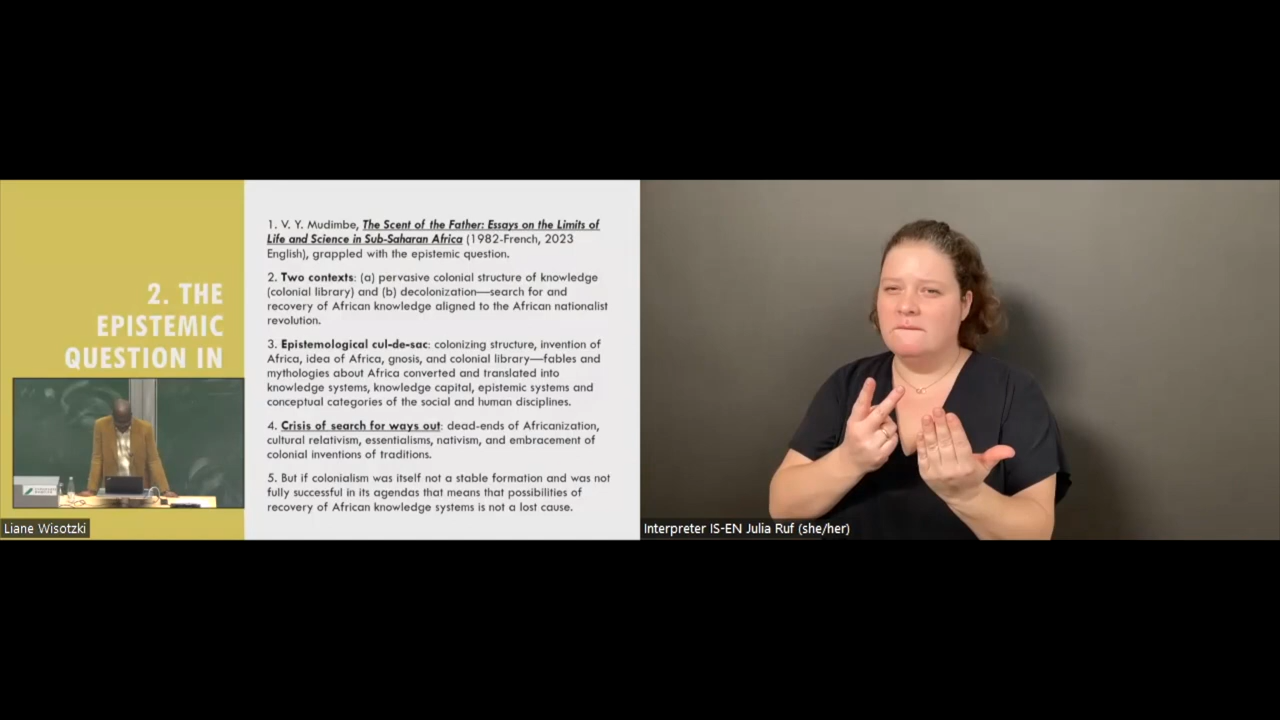 2. THE
EPISTEMIC
QUESTION IN
1. V. Y. Mudimbe, The Scent of the Father: Essays on the Limits of
Life and Science in Sub-Saharan Africa (1982-French, 2023
English), grappled with the epistemic question.
2. Two contexts: (a) pervasive colonial structure of knowledge
(colonial library) and (b) decolonization—search for and
recovery of African knowledge aligned to the African nationalist
revolution.
3. Epistemological cul-de-sac: colonizing structure, invention of
Africa, idea of Africa, gnosis, and colonial library—fables and
mythologies about Africa converted and translated into
knowledge systems, knowledge capital, epistemic systems and
conceptual categories of the social and human disciplines.
4. Crisis of search for ways out: dead-ends of Africanization,
cultural relativism, essentialisms, nativism, and embracement of
colonial inventions of traditions.
5. But if colonialism was itself not a stable formation and was not
fully successful in its agendas that means that possibilities of
recovery of African knowledge systems is not a lost cause.
Liane Wisotzki
Interpreter IS-EN Julia Ruf (she/her)